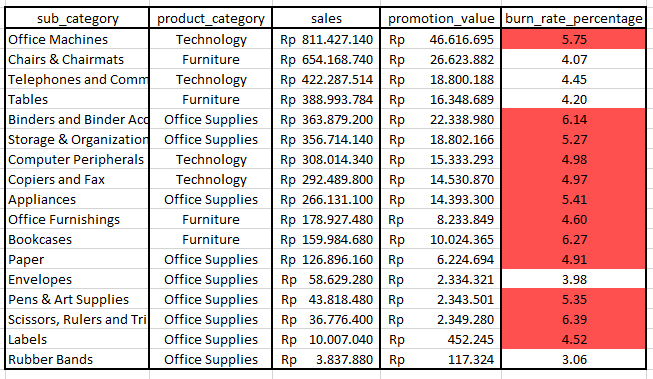 sub_category product_category sales promotion_value burn_rate_percentage
Office Machines Technology Rp 811.427.140 Rp 46.616.695 5.75
Chairs & Chairmats Furniture Rp 654.168.740 Rp 26.623.882 4.07
Telephones and Comm Technology Rp 422.287.514 Rp 18.800.188 4.45
Tables Furniture Rp 388.993.784 Rp 16.348.689 4.20
Binders and Binder Acc Office Supplies Rp 363.879.200 Rp 22.338.980 6.14
Storage & Organization Office Supplies Rp 356.714.140 Rp 18.802.166 5.27
Computer Peripherals Technology Rp 308.014.340 Rp 15.333.293 4.98
Copiers and Fax Technology Rp 292.489.800 Rp 14.530.870 4.97
Appliances Office Supplies Rp 266.131.100 Rp 14.393.300 5.41
Office Furnishings Furniture Rp 178.927.480 Rp 8.233.849 4.60
Bookcases Furniture Rp 159.984.680 Rp 10.024.365 6.27
Paper Office Supplies Rp 126.896.160 Rp 6.224.694 4.91
Envelopes Office Supplies Rp 58.629.280 Rp 2.334.321 3.98
Pens & Art Supplies Office Supplies Rp 43.818.480 Rp 2.343.501 5.35
Scissors, Rulers and Tri Office Supplies Rp 36.776.400 Rp 2.349.280 6.39
Labels Office Supplies Rp 10.007.040 Rp 452.245 4.52
Rubber Bands Office Supplies Rp 3.837.880 Rp 117.324 3.06